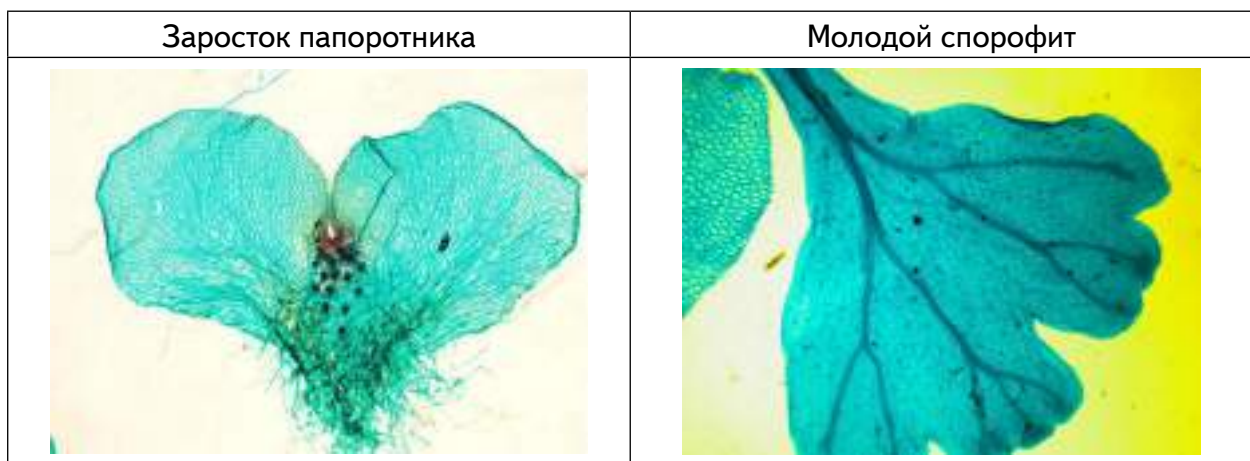 Заросток папоротника
Молодой спорофит